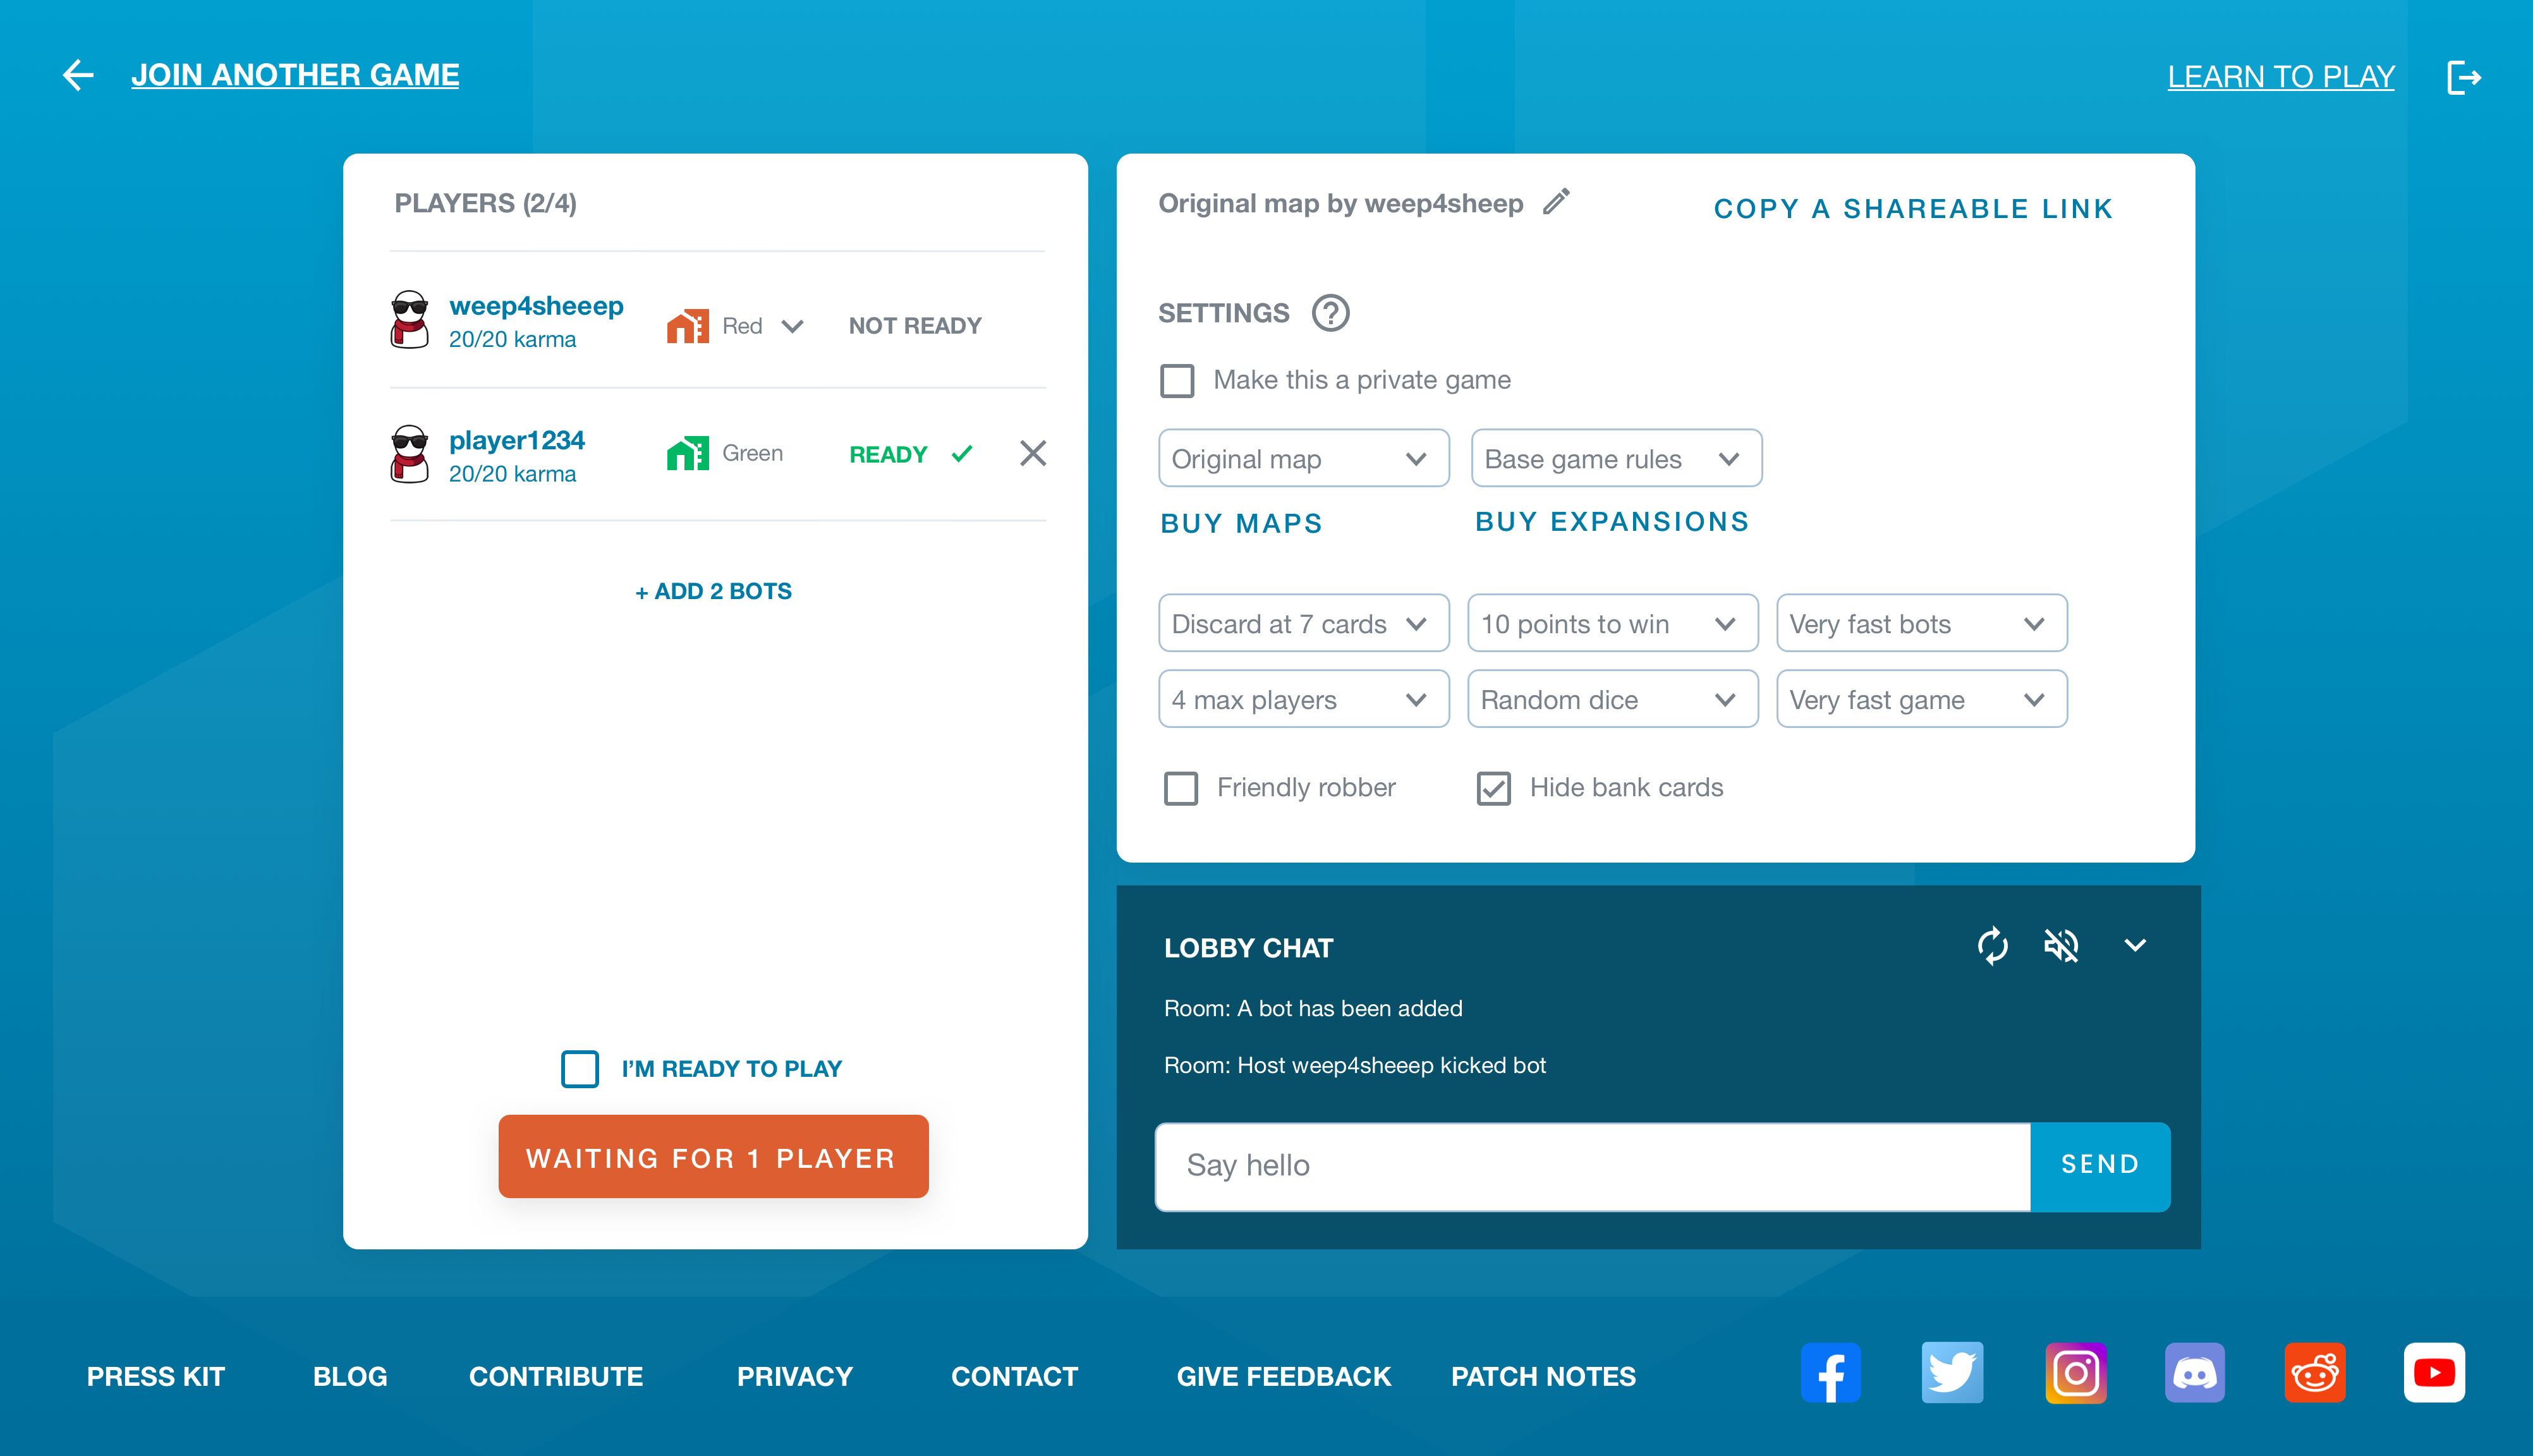 JOIN ANOTHER GAME
LEARN TO PLAY
PLAYERS (2/4)
weep4sheeep
20/20 karma
Red
NOT READY
player1234
20/20 karma
Green
READY
+ ADD 2 BOTS
I’M READY TO PLAY
WAITING FOR 1 PLAYER
Original map by weep4sheep
COPY A SHAREABLE LINK
SETTINGS
Make this a private game
Original map
Base game rules
BUY MAPS
BUY EXPANSIONS
Discard at 7 cards
10 points to win
Very fast bots
4 max players
Random dice
Very fast game
Friendly robber
Hide bank cards
LOBBY CHAT
Room: A bot has been added
Room: Host weep4sheeep kicked bot
Say hello
SEND
PRESS KIT
BLOG
CONTRIBUTE
PRIVACY
CONTACT
GIVE FEEDBACK
PATCH NOTES